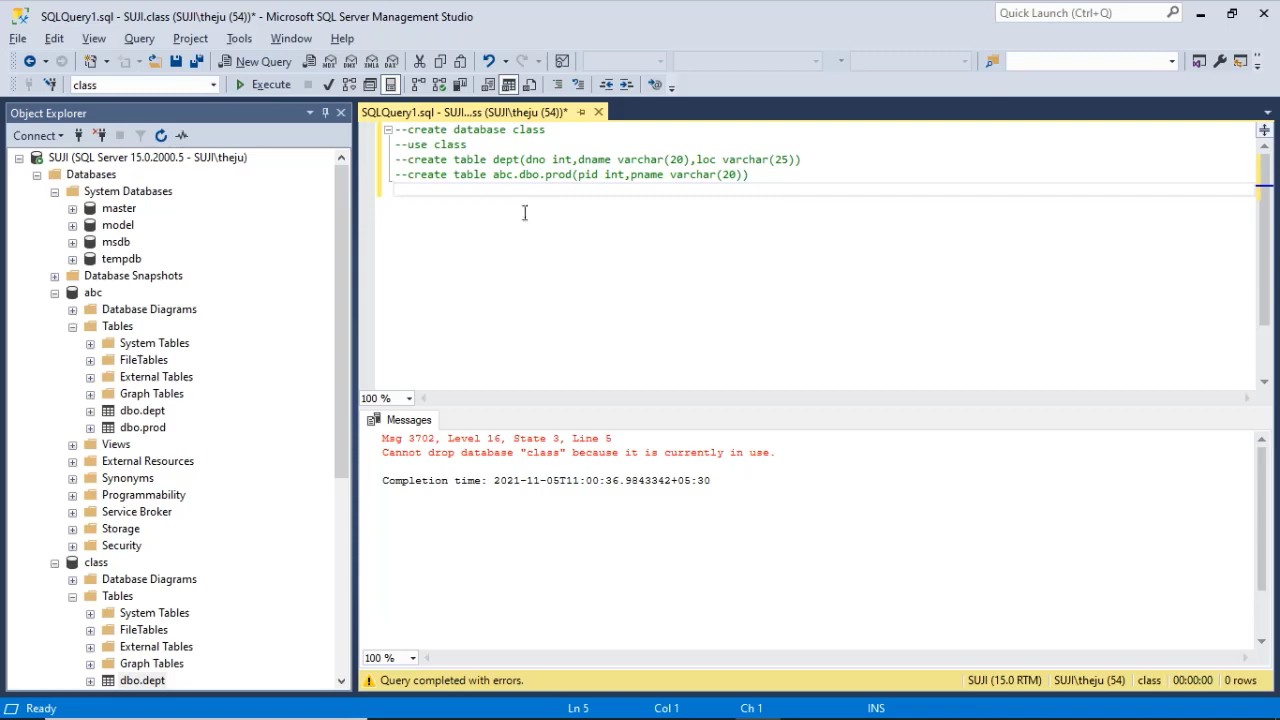 SQLQuery1.sql - SUJI.class (SUJI\theju (54))* - Microsoft SQL Server Management Studio
Quick Launch (Ctrl+Q)
File Edit View Query Project Tools Window Help
New Query
MDX DMX XMLA DAX
class
Execute
Object Explorer
Connect
SUJI (SQL Server 15.0.2000.5 - SUJI\theju)
Databases
System Databases
master
model
msdb
tempdb
Database Snapshots
abc
Database Diagrams
Tables
System Tables
FileTables
External Tables
Graph Tables
dbo.dept
dbo.prod
Views
External Resources
Synonyms
Programmability
Service Broker
Storage
Security
class
Database Diagrams
Tables
System Tables
FileTables
External Tables
Graph Tables
dbo.dept
SQLQuery1.sql - SUJI...ss (SUJI\theju (54))*
--create database class
--use class
--create table dept(dno int,dname varchar(20),loc varchar(25))
--create table abc.dbo.prod(pid int,pname varchar(20))
100 %
Messages
Msg 3702, Level 16, State 3, Line 5
Cannot drop database "class" because it is currently in use.
Completion time: 2021-11-05T11:00:36.9843342+05:30
100 %
Query completed with errors.
SUJI (15.0 RTM) SUJI\theju (54) class 00:00:00 0 rows
Ready Ln 5 Col 1 Ch 1 INS